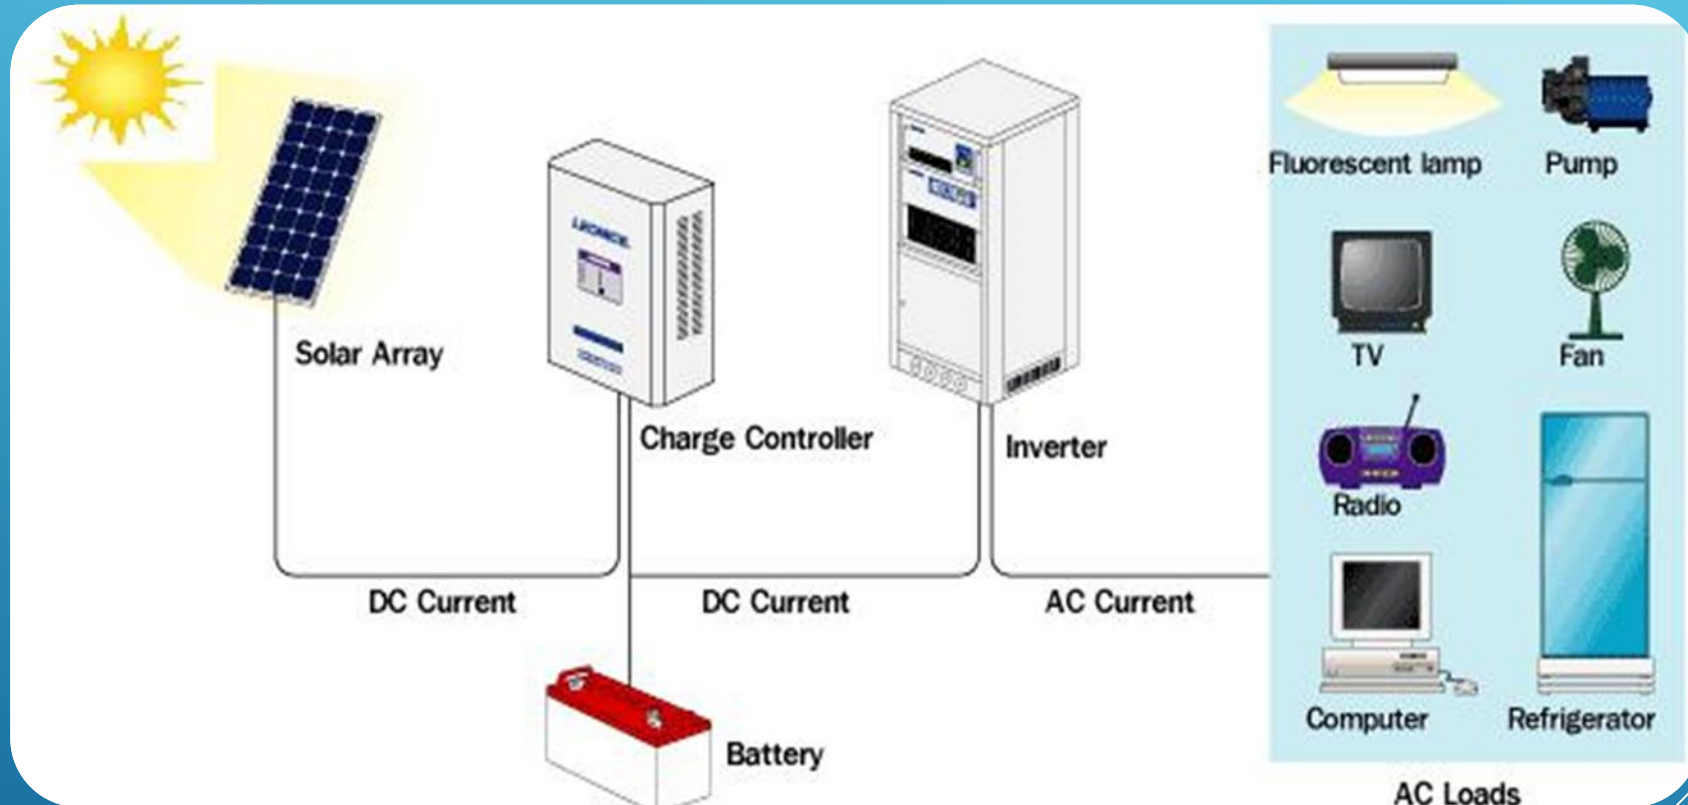 Fluorescent lamp
Pump
Solar Array
TV
Fan
Charge Controller
Inverter
Radio
DC Current
DC Current
AC Current
Computer
Refrigerator
Battery
AC Loads